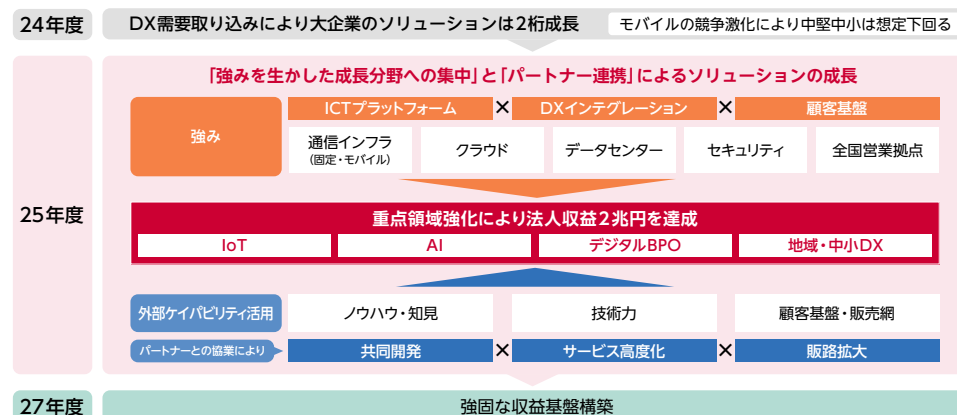 24年度
DX需要取り込みにより大企業のソリューションは2桁成長
モバイルの競争激化により中堅中小は想定下回る
25年度
「強みを生かした成長分野への集中」と「パートナー連携」によるソリューションの成長
強み
ICTプラットフォーム × DXインテグレーション × 顧客基盤
通信インフラ
(固定・モバイル)
クラウド
データセンター
セキュリティ
全国営業拠点
重点領域強化により法人収益2兆円を達成
IoT
AI
デジタルBPO
地域・中小DX
外部ケイパビリティ活用
ノウハウ・知見
技術力
顧客基盤・販売網
パートナーとの協業により
共同開発 × サービス高度化 × 販路拡大
27年度
強固な収益基盤構築